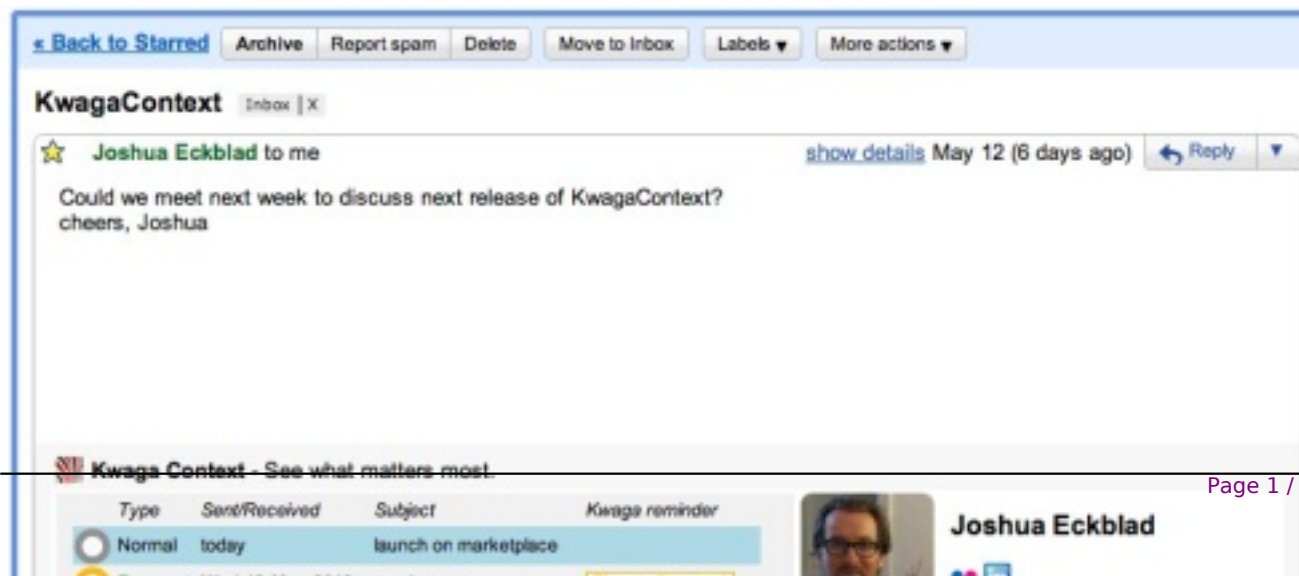 « Back to Starred Archive Report spam Delete Move to Inbox Labels ▼ More actions ▼
KwagaContext Inbox | X
Joshua Eckblad to me show details May 12 (6 days ago) Reply ▼
Could we meet next week to discuss next release of KwagaContext?
cheers, Joshua
Kwaga Context - See what matters most.
Page 1 /
Type Sent/Received Subject Kwaga reminder
Joshua Eckblad
Normal today launch on marketplace